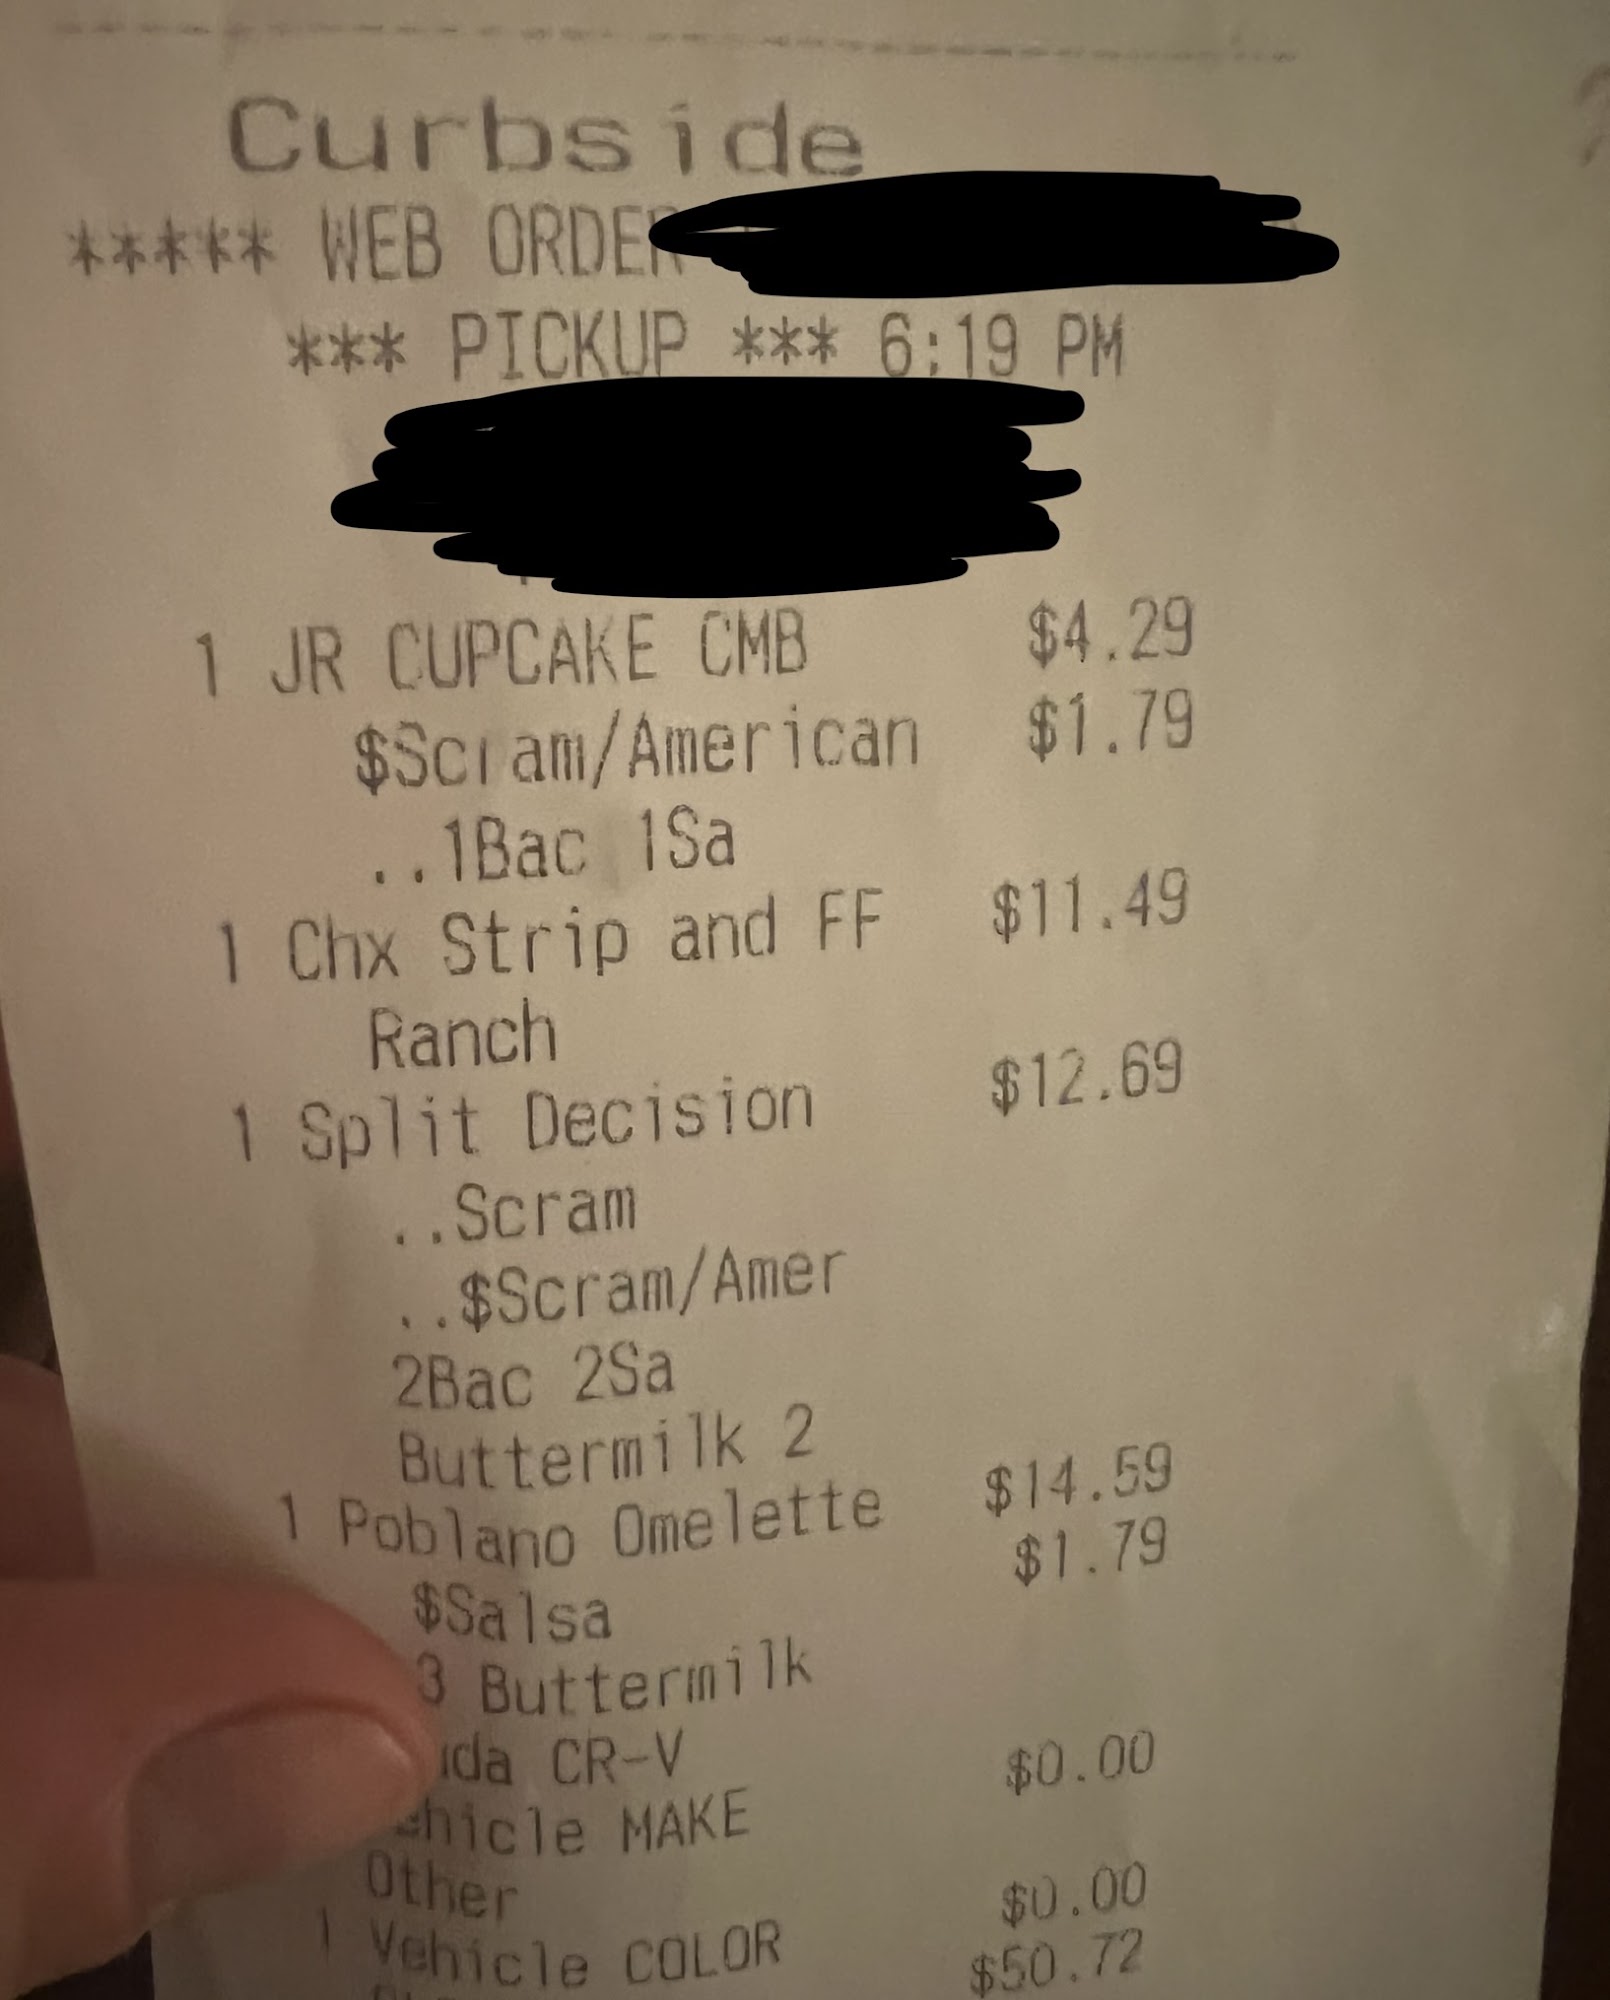 Curbside
***** WEB ORDER
*** PICKUP *** 6:19 PM
1 JR CUPCAKE CMB $4.29
$Scram/American $1.79
..1Bac 1Sa
1 Chx Strip and FF $11.49
Ranch
1 Split Decision $12.69
..Scram
..$Scram/Amer
2Bac 2Sa
Buttermilk 2
1 Poblano Omelette $14.59
$Salsa $1.79
3 Buttermilk
CR-V $0.00
MAKE
Other
1 Vehicle COLOR $0.00
$50.72